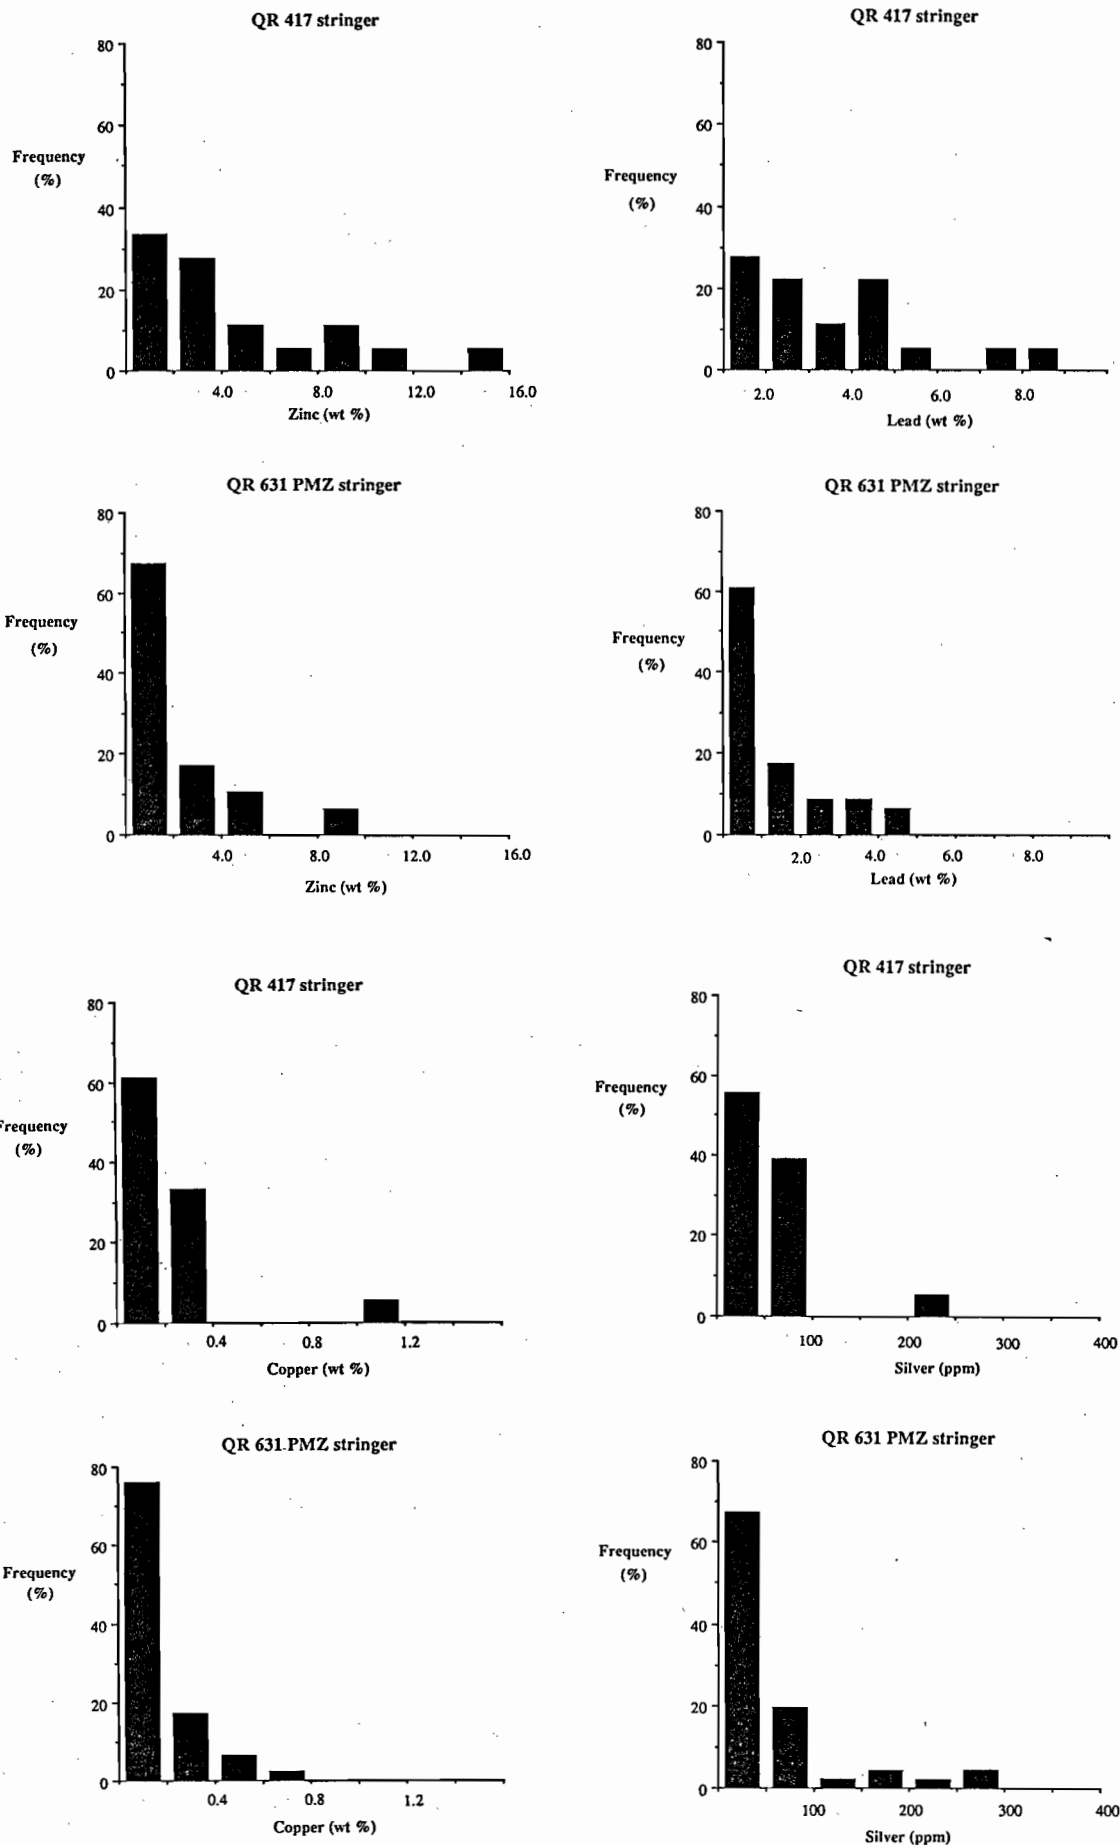 QR 417 stringer
80
60
Frequency
(%)
40
20
0
4.0 8.0 12.0 16.0
Zinc (wt %)
QR 417 stringer
80
60
Frequency
(%)
40
20
0
2.0 4.0 6.0 8.0
Lead (wt %)
QR 631 PMZ stringer
80
60
Frequency
(%)
40
20
0
4.0 8.0 12.0 16.0
Zinc (wt %)
QR 631 PMZ stringer
80
60
Frequency
(%)
40
20
0
2.0 4.0 6.0 8.0
Lead (wt %)
QR 417 stringer
80
60
Frequency
(%)
40
20
0
0.4 0.8 1.2
Copper (wt %)
QR 417 stringer
80
60
Frequency
(%)
40
20
0
100 200 300 400
Silver (ppm)
QR 631 PMZ stringer
80
60
Frequency
(%)
40
20
0
0.4 0.8 1.2
Copper (wt %)
QR 631 PMZ stringer
80
60
Frequency
(%)
40
20
0
100 200 300 400
Silver (ppm)